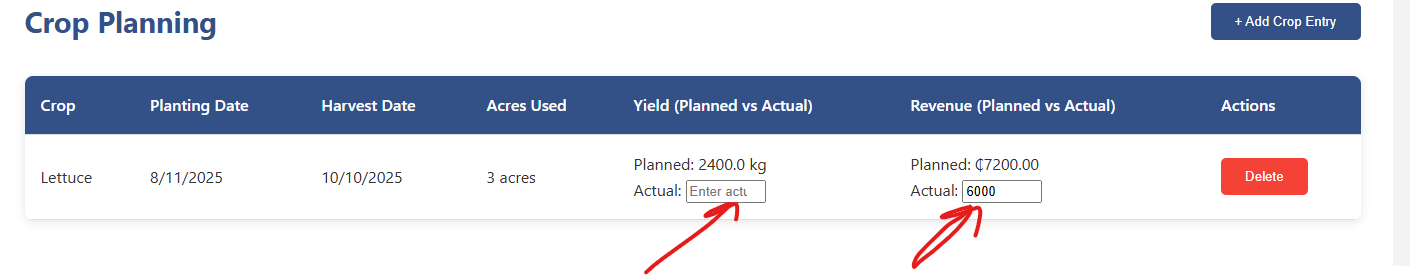 Crop Planning
+ Add Crop Entry
Crop Planting Date Harvest Date Acres Used Yield (Planned vs Actual) Revenue (Planned vs Actual) Actions
Lettuce 8/11/2025 10/10/2025 3 acres Planned: 2400.0 kg Planned: ₵7200.00 Delete
Actual: Enter actu Actual: 6000